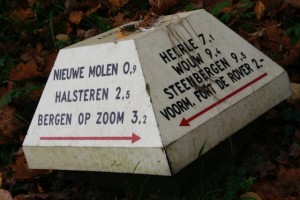 NIEUWE MOLEN 0,9
HALSTEREN 2,5
BERGEN OP ZOOM 3,2
HEERLE 7,1
WOUW 9,4
STEENBERGEN 9,5
VOORM. FORT DE ROVER 2.-